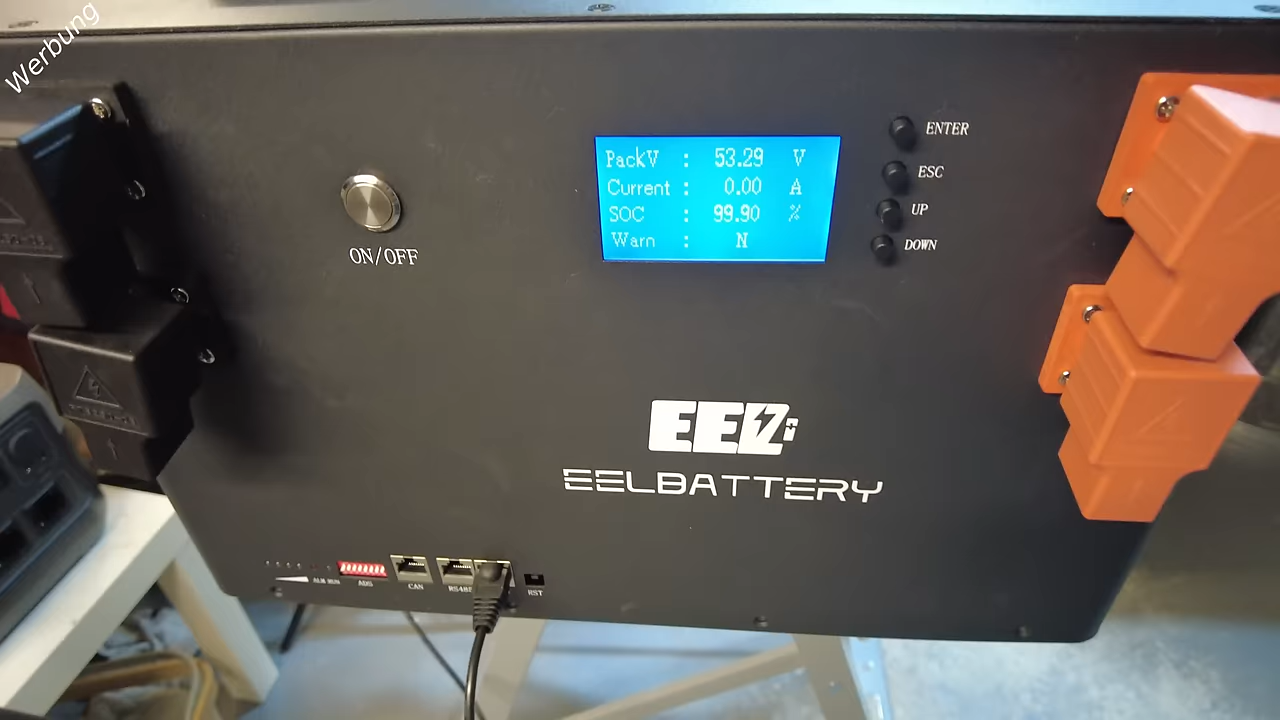 Werbung
ON/OFF
PackV : 53.29 V
Current : 0.00 A
SOC : 99.90 %
Warn : N
ENTER
ESC
UP
DOWN
EEL
EELBATTERY
ALM RUN
ADS
CAN
RS485
RST